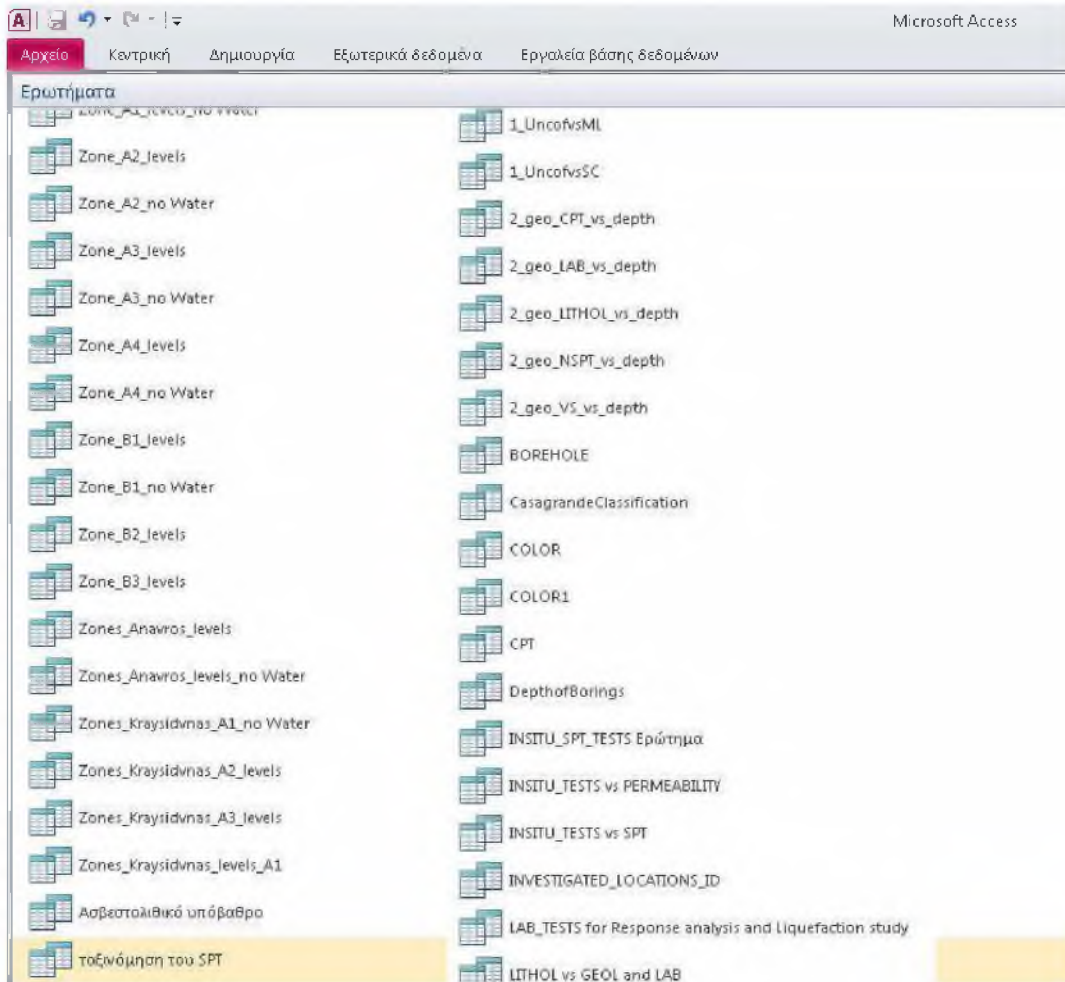 Microsoft Access
Αρχείο Κεντρική Δημιουργία Εξωτερικά δεδομένα Εργαλεία βάσης δεδομένων
Ερωτήματα
Zone_A1_levels_no Water
Zone_A2_levels
Zone_A2_no Water
Zone_A3_levels
Zone_A3_no Water
Zone_A4_levels
Zone_A4_no Water
Zone_B1_levels
Zone_B1_no Water
Zone_B2_levels
Zone_B3_levels
Zones_Anavros_levels
Zones_Anavros_levels_no Water
Zones_Kraysidvnas_A1_no Water
Zones_Kraysidvnas_A2_levels
Zones_Kraysidvnas_A3_levels
Zones_Kraysidvnas_levels_A1
Ασβεστολιθικό υπόβαθρο
ταξινόμηση του SPT
1_UncofvsML
1_UncofvsSC
2_geo_CPT_vs_depth
2_geo_LAB_vs_depth
2_geo_LITHOL_vs_depth
2_geo_NSPT_vs_depth
2_geo_VS_vs_depth
BOREHOLE
CasagrandeClassification
COLOR
COLOR1
CPT
DepthofBorings
INSITU_SPT_TESTS Ερώτημα
INSITU_TESTS vs PERMEABILITY
INSITU_TESTS vs SPT
INVESTIGATED_LOCATIONS_ID
LAB_TESTS for Response analysis and Liquefaction study
LITHOL vs GEOL and LAB